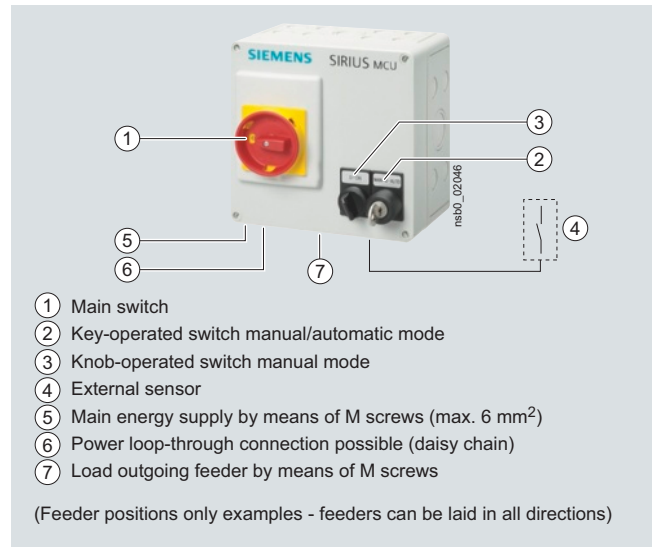 SIEMENS SIRIUS MCU
1
3
2
nsb0_02046
4
5
6
7
1 Main switch
2 Key-operated switch manual/automatic mode
3 Knob-operated switch manual mode
4 External sensor
5 Main energy supply by means of M screws (max. 6 mm²)
6 Power loop-through connection possible (daisy chain)
7 Load outgoing feeder by means of M screws
(Feeder positions only examples - feeders can be laid in all directions)